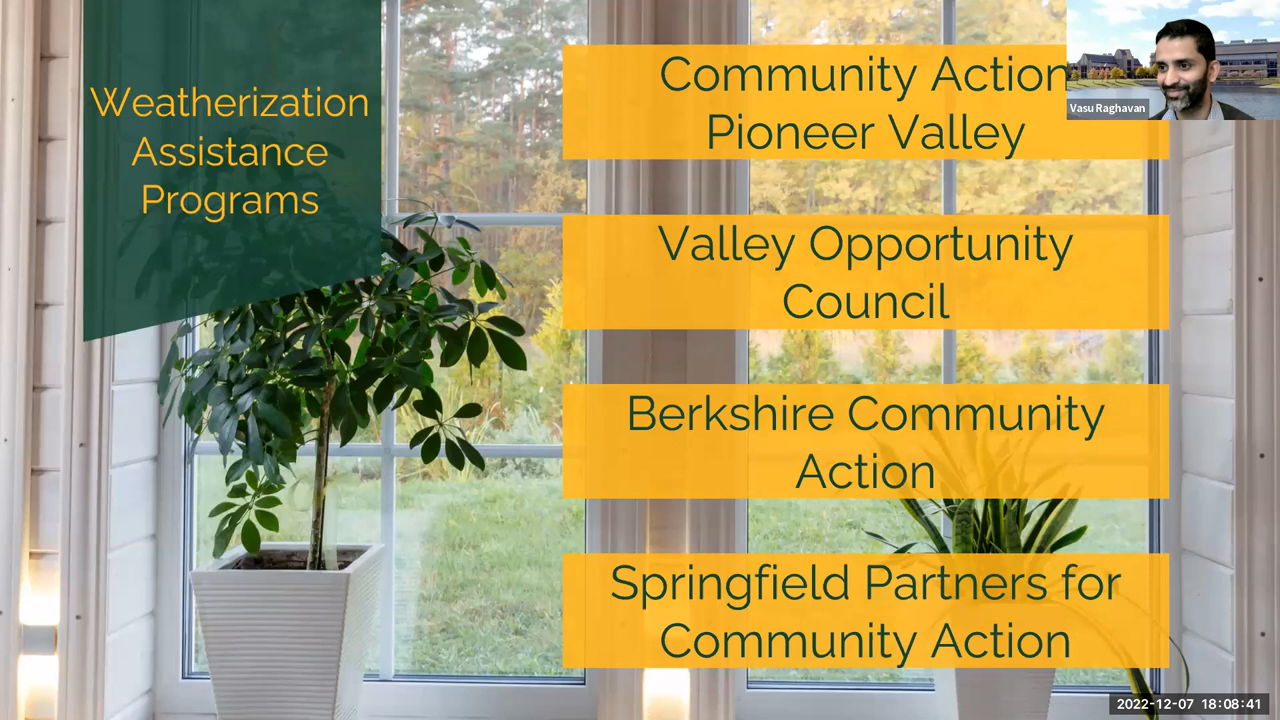 Weatherization
Assistance
Programs
Community Action
Pioneer Valley
Vasu Raghavan
Valley Opportunity
Council
Berkshire Community
Action
Springfield Partners for
Community Action
2022-12-07 18:08:41